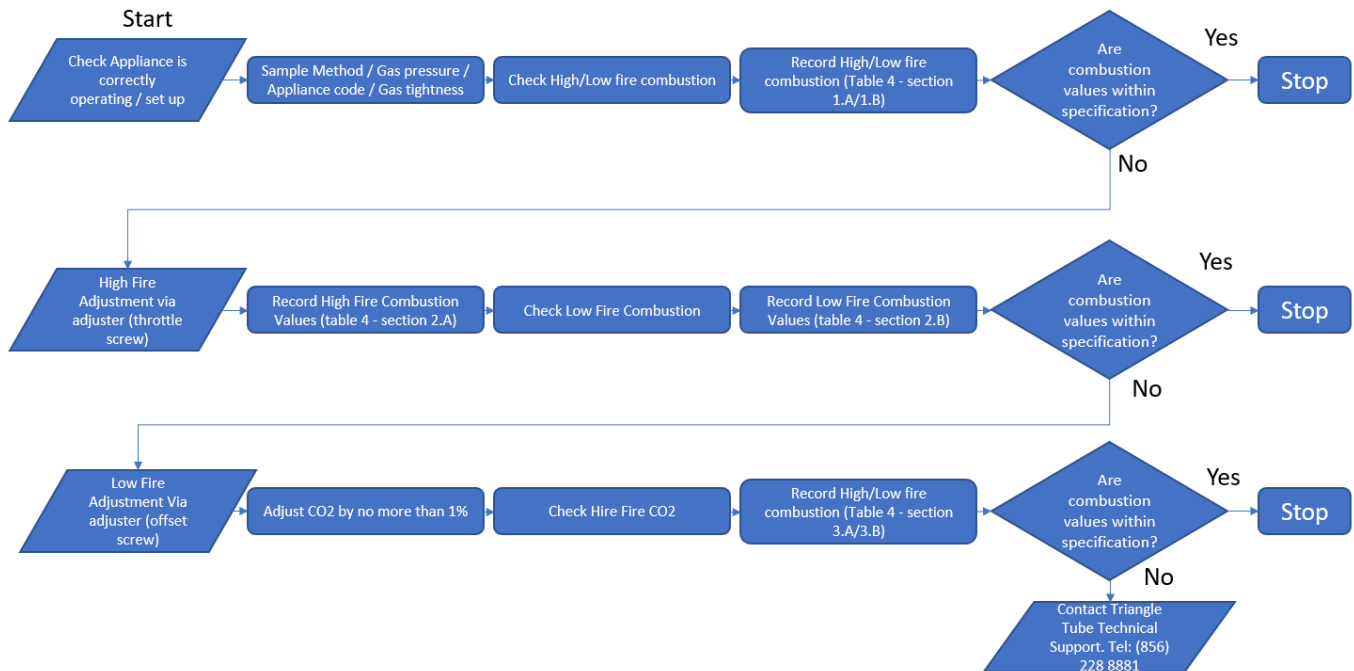 Start
Check Appliance is
correctly
operating / set up
Sample Method / Gas pressure /
Appliance code / Gas tightness
Check High/Low fire combustion
Record High/Low fire
combustion (Table 4 - section
1.A/1.B)
Are
combustion
values within
specification?
Yes
Stop
No
High Fire
Adjustment via
adjuster (throttle
screw)
Record High Fire Combustion
Values (table 4 - section 2.A)
Check Low Fire Combustion
Record Low Fire Combustion
Values (table 4 - section 2.B)
Are
combustion
values within
specification?
Yes
Stop
No
Low Fire
Adjustment Via
adjuster (offset
screw)
Adjust CO2 by no more than 1%
Check Hire Fire CO2
Record High/Low fire
combustion (Table 4 - section
3.A/3.B)
Are
combustion
values within
specification?
Yes
Stop
No
Contact Triangle
Tube Technical
Support. Tel: (856)
228 8881